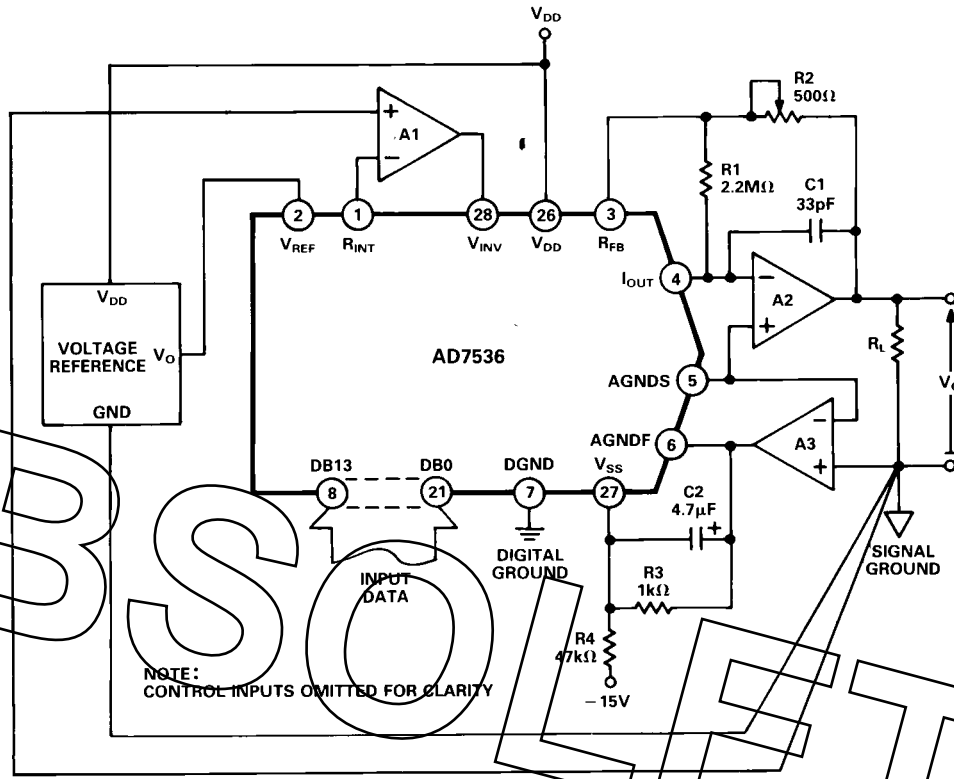 VDD
R2
500Ω
+
A1
−
R1
2.2MΩ
C1
33pF
2
1
28
26
3
VREF
RINT
VINV
VDD
RFB
IOUT
4
−
A2
+
VDD
VOLTAGE
REFERENCE
VO
GND
AD7536
RL
AGNDS
5
AGNDF
6
−
A3
+
DB13
DB0
DGND
VSS
8
21
7
27
C2
4.7µF
+
DIGITAL
GROUND
SIGNAL
GROUND
INPUT
DATA
R3
1kΩ
R4
47kΩ
−15V
NOTE:
CONTROL INPUTS OMITTED FOR CLARITY
BSOLET